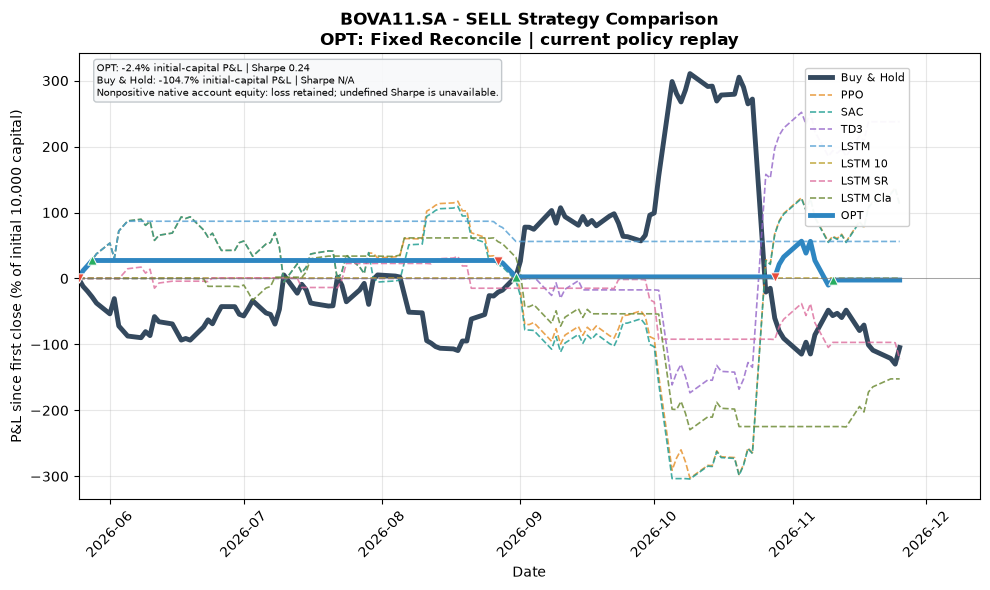 BOVA11.SA - SELL Strategy Comparison
OPT: Fixed Reconcile | current policy replay
OPT: -2.4% initial-capital P&L | Sharpe 0.24
Buy & Hold: -104.7% initial-capital P&L | Sharpe N/A
Nonpositive native account equity: loss retained; undefined Sharpe is unavailable.
Buy & Hold
PPO
SAC
TD3
LSTM
LSTM 10
LSTM SR
LSTM Cla
OPT
P&L since first close (% of initial 10,000 capital)
300
200
100
0
−100
−200
−300
2026-06
2026-07
2026-08
2026-09
2026-10
2026-11
2026-12
Date